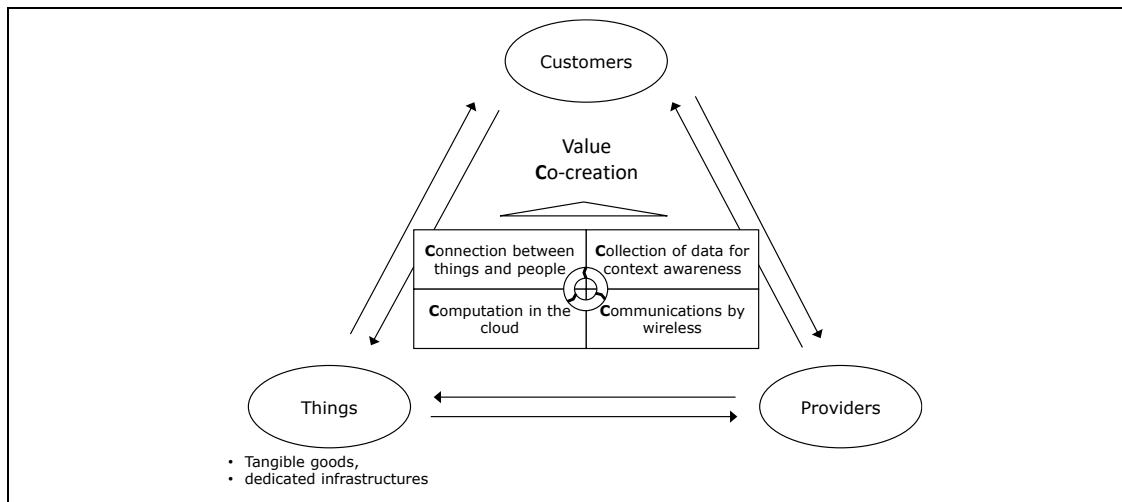 Customers
Value
Co-creation
Connection between
things and people
Collection of data for
context awareness
Computation in the
cloud
Communications by
wireless
Things
Providers
• Tangible goods,
• dedicated infrastructures